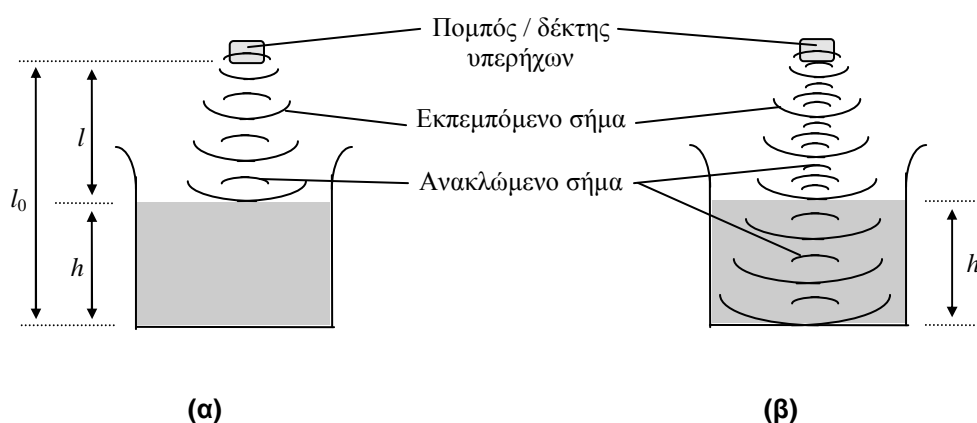 Πομπός / δέκτης
υπερήχων
Εκπεμπόμενο σήμα
Ανακλώμενο σήμα
l
l0
h
h
(α)
(β)